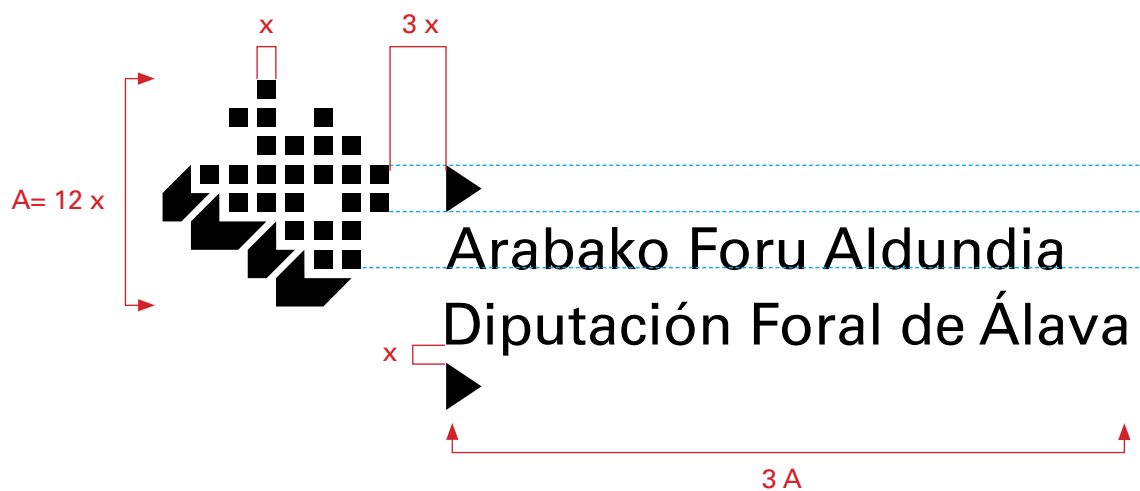 x
3 x
A= 12 x
Arabako Foru Aldundia
Diputación Foral de Álava
x
3 A